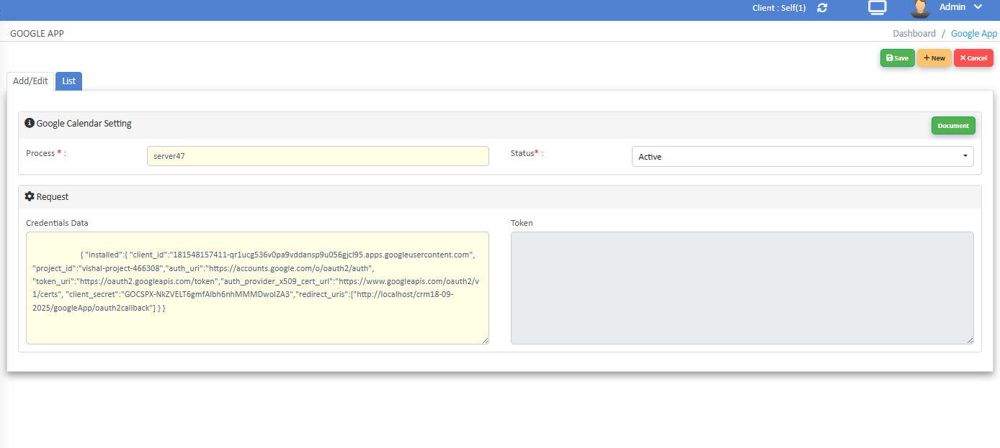 Client : Self(1)
Admin
GOOGLE APP
Dashboard / Google App
Save
+ New
× Cancel
Add/Edit
List
Google Calendar Setting
Document
Process * :
server47
Status* :
Active
Request
Credentials Data
Token
{ "installed":{ "client_id":"181548157411-qr1ucg536v0pa9vddansp9u056gjcl95.apps.googleusercontent.com",
"project_id":"vishal-project-466308","auth_uri":"https://accounts.google.com/o/oauth2/auth",
"token_uri":"https://oauth2.googleapis.com/token","auth_provider_x509_cert_url":"https://www.googleapis.com/oauth2/v
1/certs", "client_secret":"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","redirect_uris":["http://localhost/crm18-09-
2025/googleApp/oauth2callback"] } }